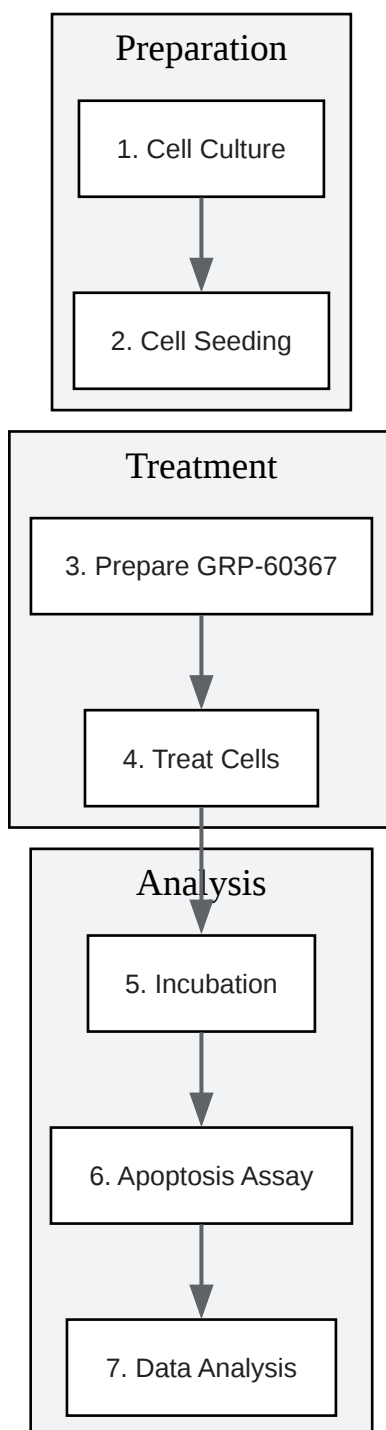 Preparation
1. Cell Culture
2. Cell Seeding
Treatment
3. Prepare GRP-60367
4. Treat Cells
Analysis
5. Incubation
6. Apoptosis Assay
7. Data Analysis